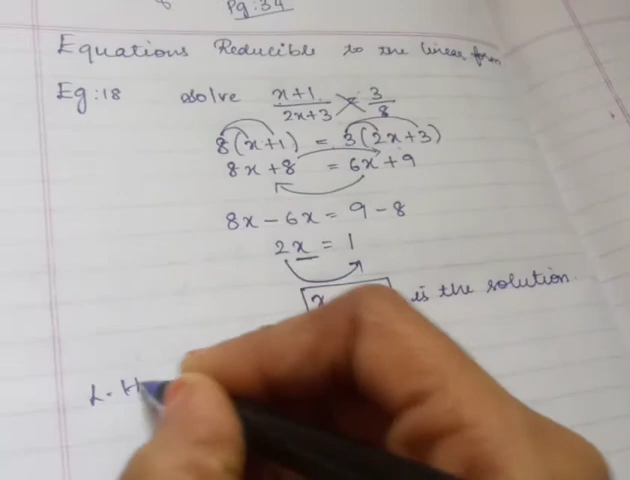 Pg:34
Equations Reducible to the linear form
Eg:18 solve x+1/2x+3 3/8
8(x+1) = 3(2x+3)
8x+8 = 6x+9
8x-6x = 9-8
2x = 1
x is the solution.
L.H